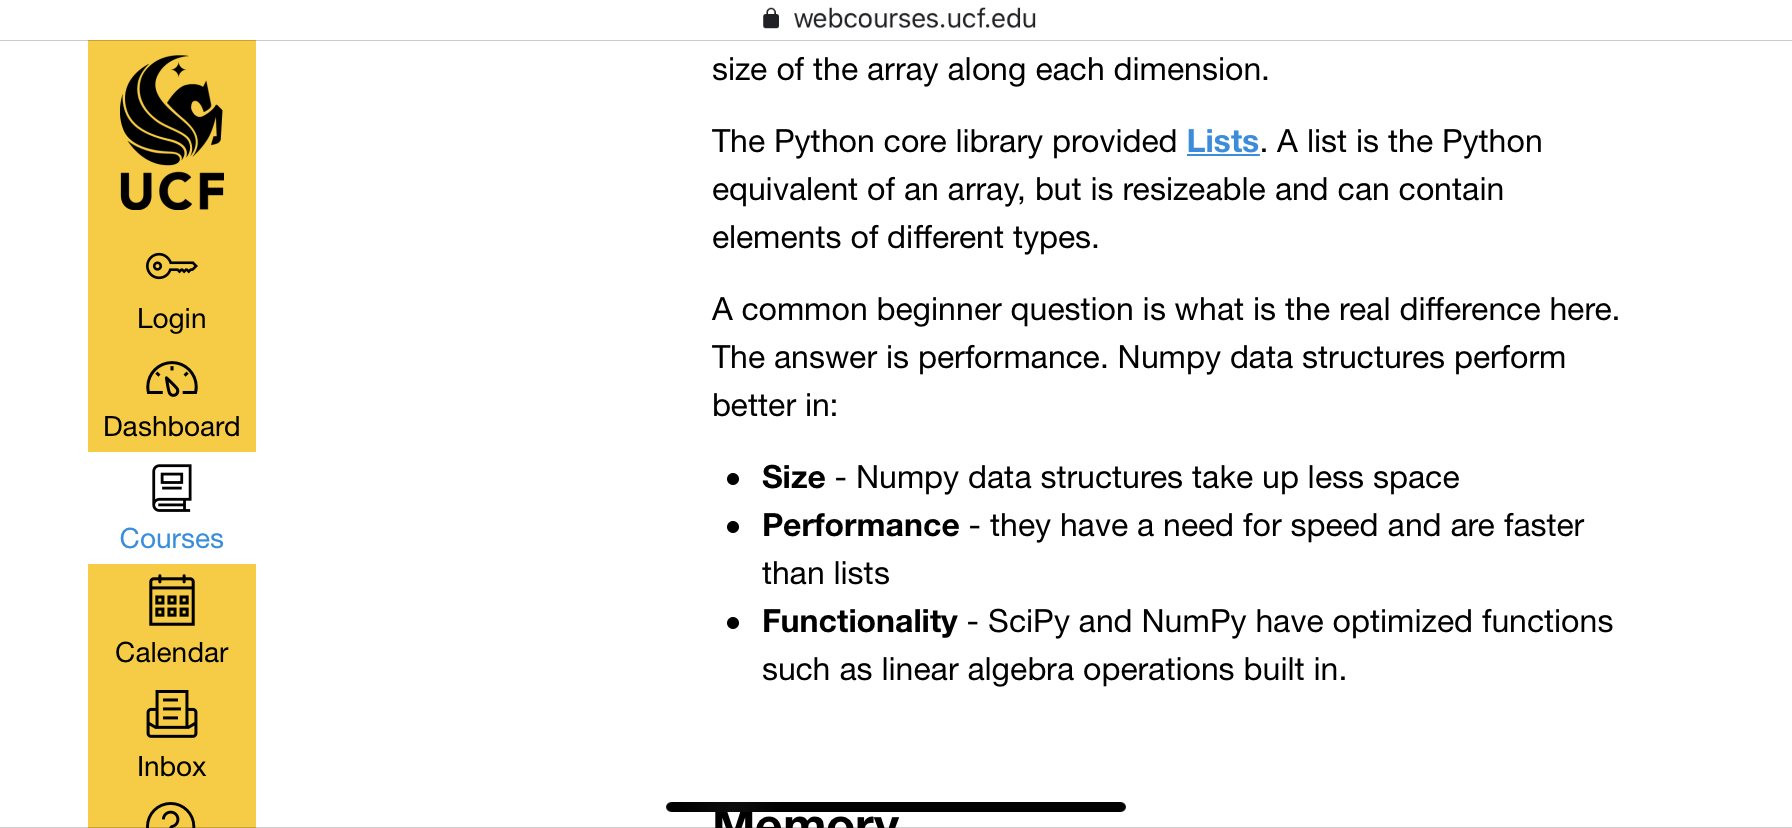 webcourses.ucf.edu
UCF
Login
Dashboard
Courses
Calendar
Inbox
size of the array along each dimension.
The Python core library provided Lists. A list is the Python
equivalent of an array, but is resizeable and can contain
elements of different types.
A common beginner question is what is the real difference here.
The answer is performance. Numpy data structures perform
better in:
• Size - Numpy data structures take up less space
• Performance - they have a need for speed and are faster
than lists
• Functionality - SciPy and NumPy have optimized functions
such as linear algebra operations built in.
Memory